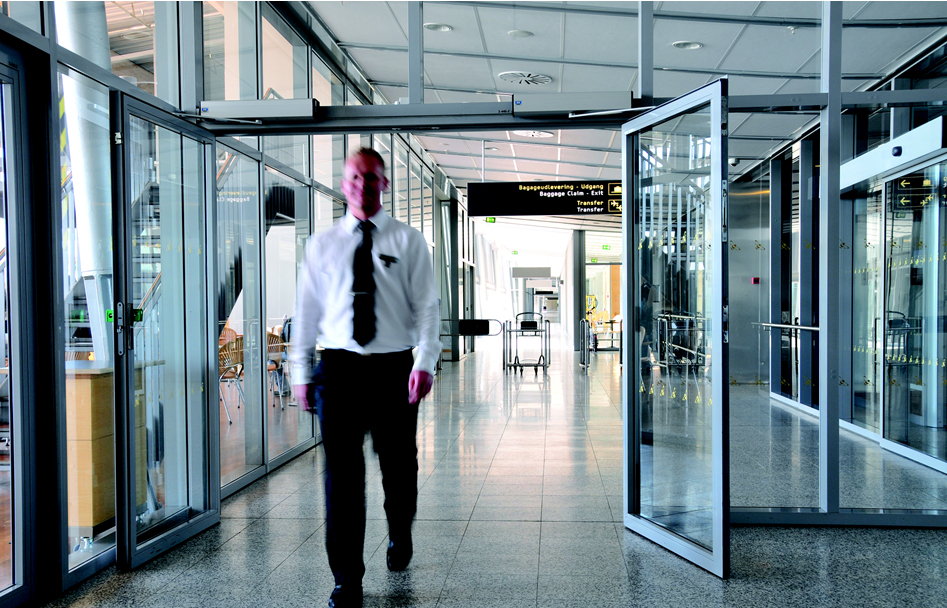 Bagageudlevering - Udgang
Baggage Claim - Exit
Transfer
Transfer